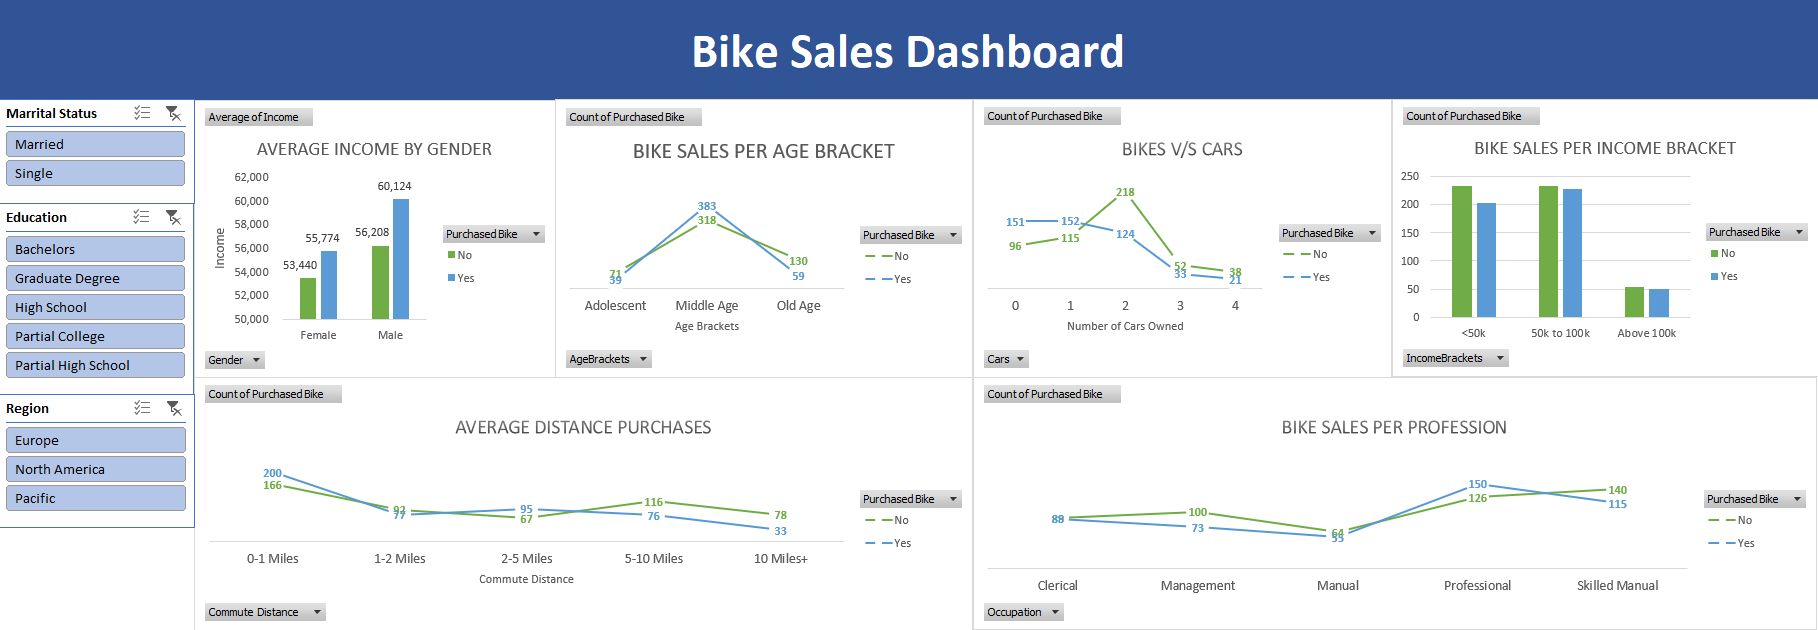 Bike Sales Dashboard
Marrital Status
Married
Single
Education
Bachelors
Graduate Degree
High School
Partial College
Partial High School
Region
Europe
North America
Pacific
Average of Income
AVERAGE INCOME BY GENDER
62,000
60,000
58,000
56,000
54,000
52,000
50,000
Income
53,440
55,774
56,208
60,124
Female
Male
Purchased Bike
No
Yes
Gender
Count of Purchased Bike
BIKE SALES PER AGE BRACKET
383
318
71
39
130
59
Adolescent
Middle Age
Old Age
Age Brackets
Purchased Bike
No
Yes
AgeBrackets
Count of Purchased Bike
BIKES V/S CARS
218
151
152
124
96
115
52
33
38
21
0
1
2
3
4
Number of Cars Owned
Purchased Bike
No
Yes
Cars
Count of Purchased Bike
BIKE SALES PER INCOME BRACKET
250
200
150
100
50
0
<50k
50k to 100k
Above 100k
Purchased Bike
No
Yes
IncomeBrackets
Count of Purchased Bike
AVERAGE DISTANCE PURCHASES
200
166
92
77
95
67
116
76
78
33
0-1 Miles
1-2 Miles
2-5 Miles
5-10 Miles
10 Miles+
Commute Distance
Purchased Bike
No
Yes
Commute Distance
Count of Purchased Bike
BIKE SALES PER PROFESSION
100
73
64
55
150
126
140
115
Clerical
Management
Manual
Professional
Skilled Manual
Purchased Bike
No
Yes
Occupation